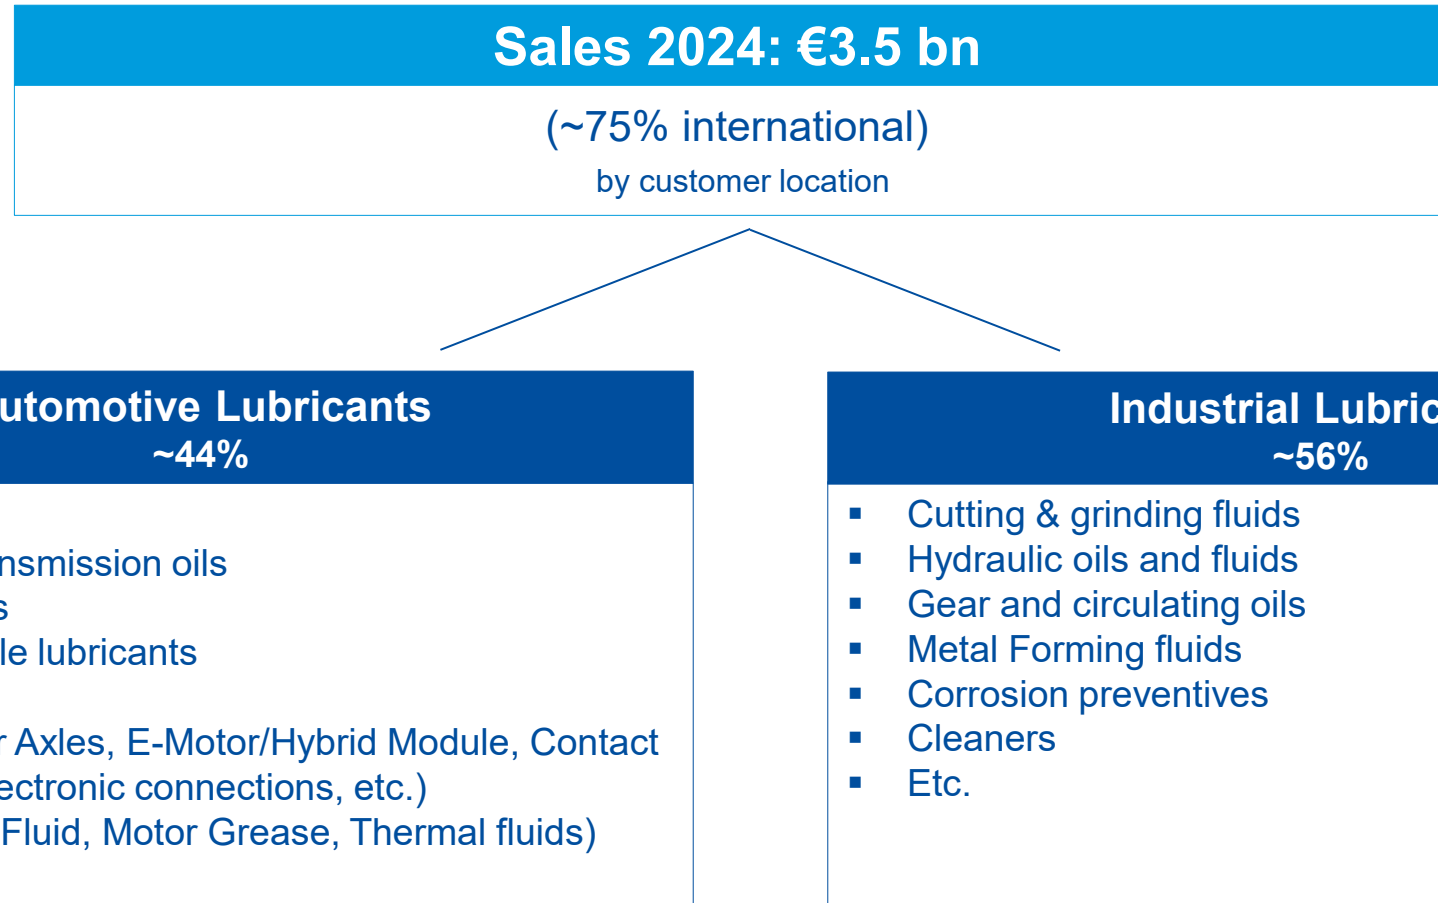 Sales 2024: €3.5 bn
(~75% international)
by customer location
utomotive Lubricants
~44%
nsmission oils
s
le lubricants
r Axles, E-Motor/Hybrid Module, Contact
ectronic connections, etc.)
Fluid, Motor Grease, Thermal fluids)
Industrial Lubric
~56%
▪ Cutting & grinding fluids
▪ Hydraulic oils and fluids
▪ Gear and circulating oils
▪ Metal Forming fluids
▪ Corrosion preventives
▪ Cleaners
▪ Etc.